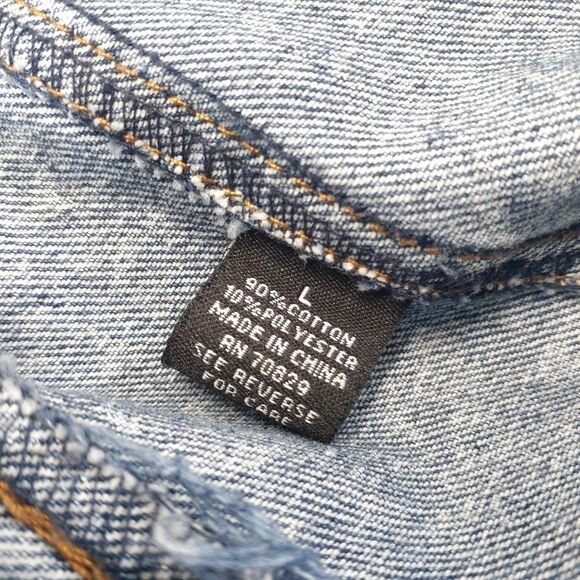 L
90%COTTON
10%POLYESTER
MADE IN CHINA
RN 70829
SEE REVERSE
FOR CARE